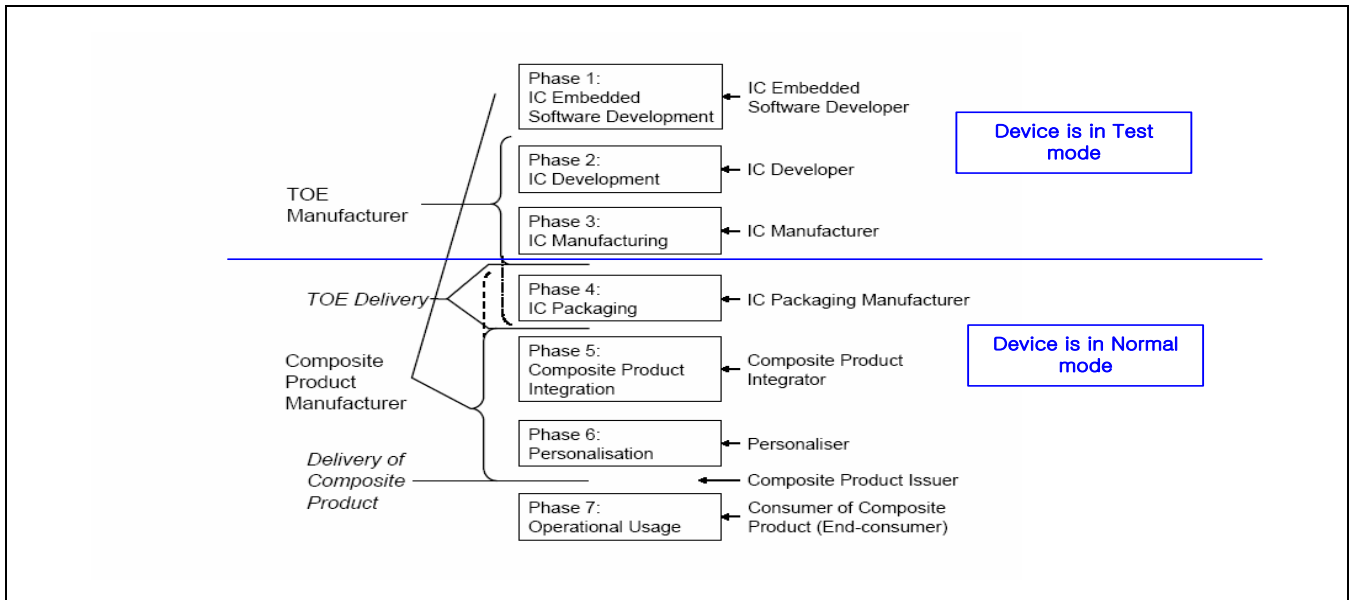 Phase 1:
IC Embedded
Software Development
IC Embedded
Software Developer
Device is in Test
mode
Phase 2:
IC Development
IC Developer
TOE
Manufacturer
Phase 3:
IC Manufacturing
IC Manufacturer
TOE Delivery
Phase 4:
IC Packaging
IC Packaging Manufacturer
Device is in Normal
mode
Composite
Product
Manufacturer
Phase 5:
Composite Product
Integration
Composite Product
Integrator
Phase 6:
Personalisation
Personaliser
Delivery of
Composite
Product
Composite Product Issuer
Phase 7:
Operational Usage
Consumer of Composite
Product (End-consumer)